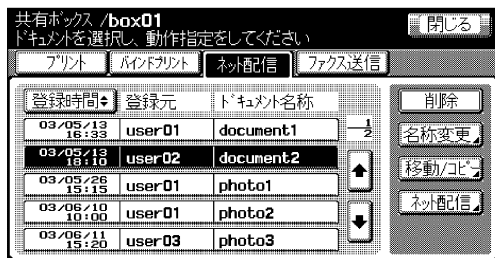 共有ボックス /box01
閉じる
ドキュメントを選択し、動作指定をしてください
プリント バインドプリント ネット配信 ファクス送信
登録時間 登録元 ドキュメント名称
削除
03/05/13 16:33 user01 document1
1/2
名称変更
03/05/13 18:10 user02 document2
移動/コピー
03/05/26 15:15 user01 photo1
ネット配信
03/06/10 10:00 user01 photo2
03/06/11 15:20 user03 photo3